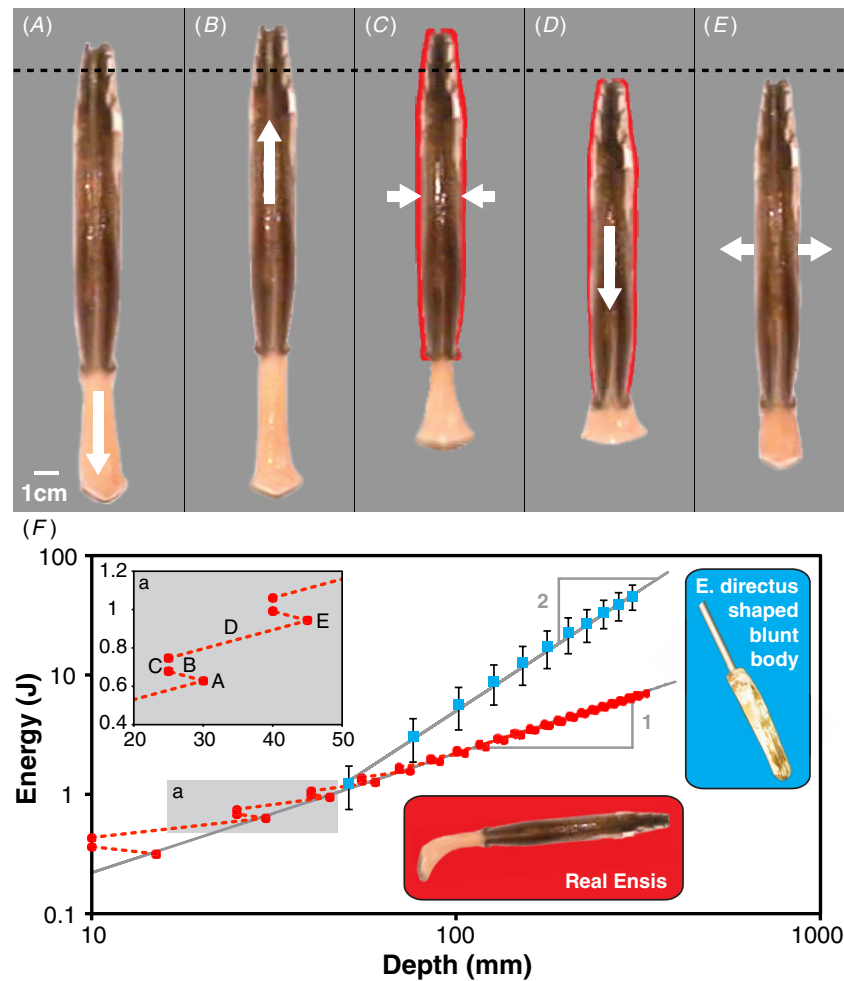 (A)
(B)
(C)
(D)
(E)
1cm
(F)
100
10
1
0.1
10
100
1000
Energy (J)
Depth (mm)
a
1.2
1
0.8
0.6
0.4
20
30
40
50
A
B
C
D
E
a
2
1
E. directus
shaped
blunt
body
Real Ensis